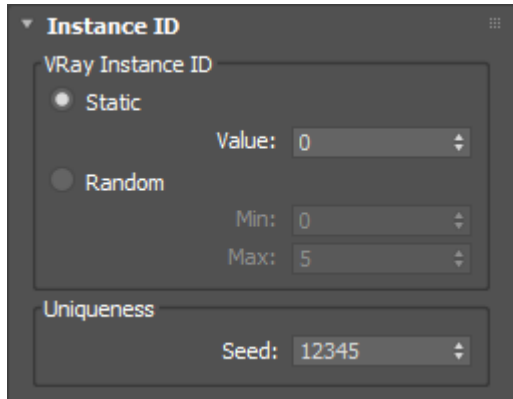 Instance ID
VRay Instance ID
Static
Value: 0
Random
Min: 0
Max: 5
Uniqueness
Seed: 12345